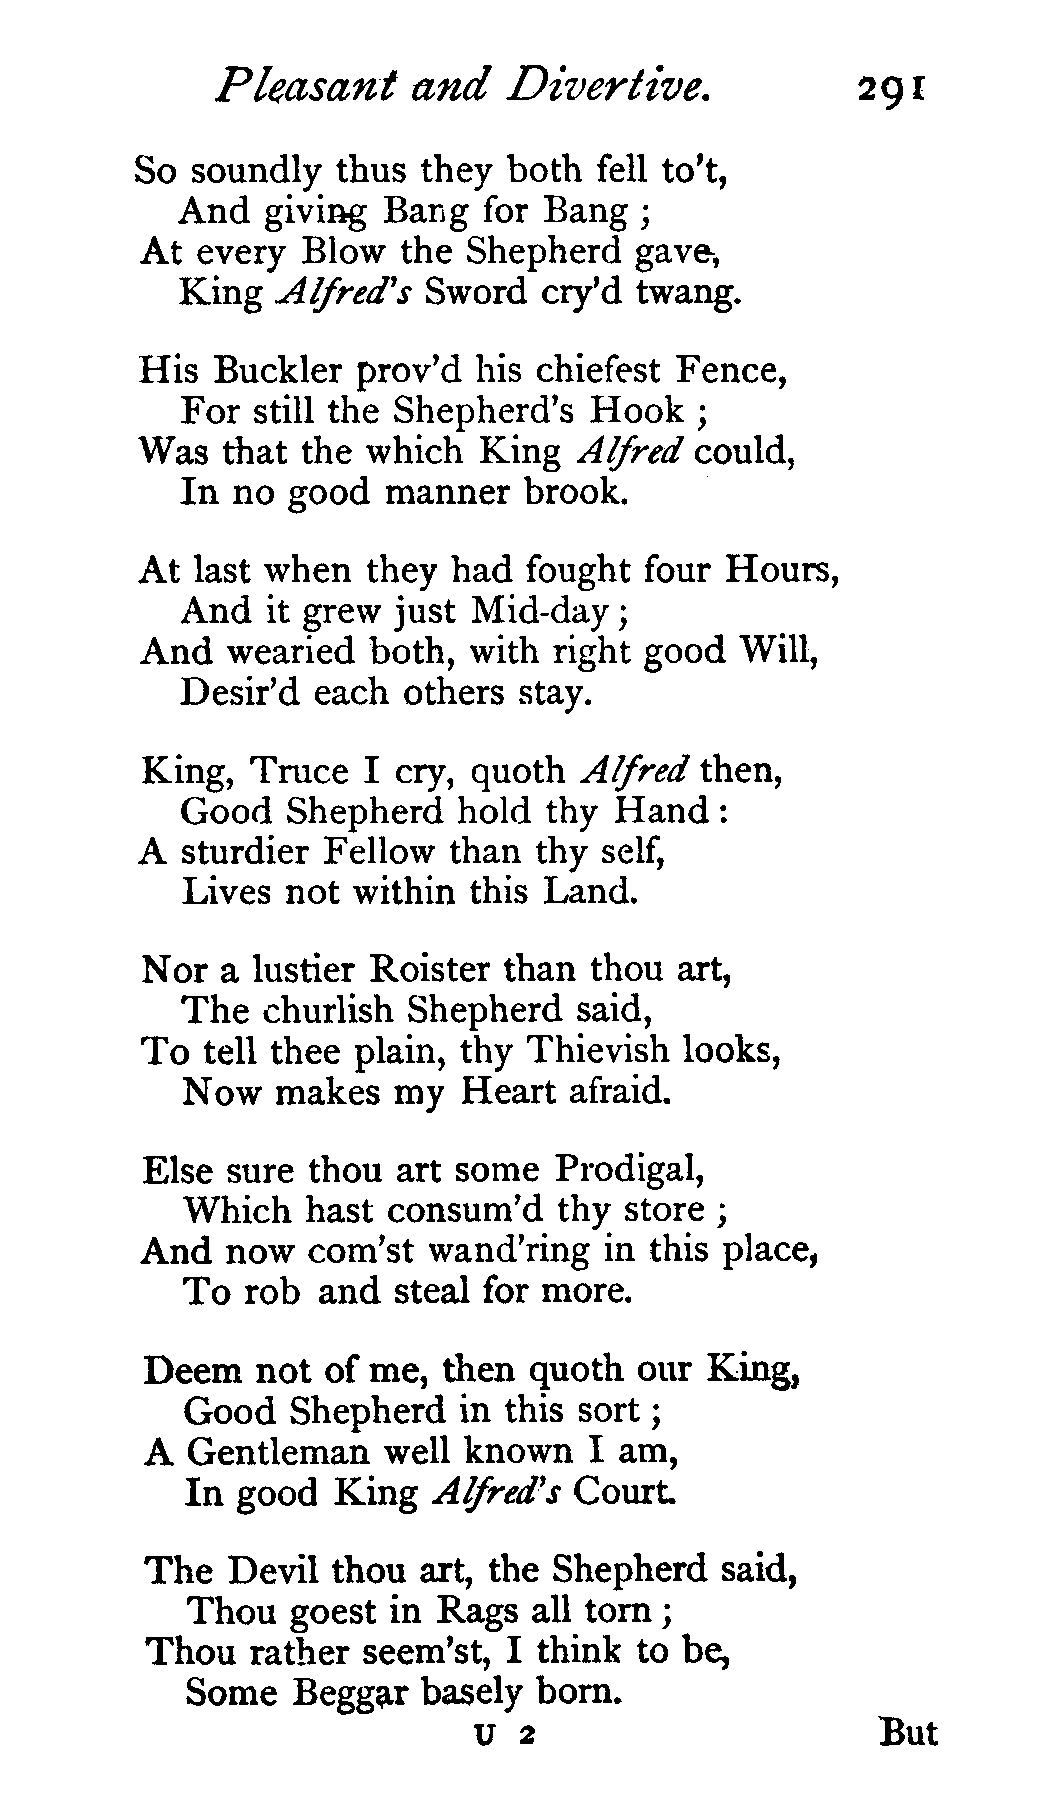 Pleasant and Divertive. 291
So soundly thus they both fell to't,
And giving Bang for Bang ;
At every Blow the Shepherd gave,
King Alfred's Sword cry'd twang.
His Buckler prov'd his chiefest Fence,
For still the Shepherd's Hook ;
Was that the which King Alfred could,
In no good manner brook.
At last when they had fought four Hours,
And it grew just Mid-day ;
And wearied both, with right good Will,
Desir'd each others stay.
King, Truce I cry, quoth Alfred then,
Good Shepherd hold thy Hand :
A sturdier Fellow than thy self,
Lives not within this Land.
Nor a lustier Roister than thou art,
The churlish Shepherd said,
To tell thee plain, thy Thievish looks,
Now makes my Heart afraid.
Else sure thou art some Prodigal,
Which hast consum'd thy store ;
And now com'st wand'ring in this place,
To rob and steal for more.
Deem not of me, then quoth our King,
Good Shepherd in this sort ;
A Gentleman well known I am,
In good King Alfred's Court.
The Devil thou art, the Shepherd said,
Thou goest in Rags all torn ;
Thou rather seem'st, I think to be,
Some Beggar basely born.
U 2 But